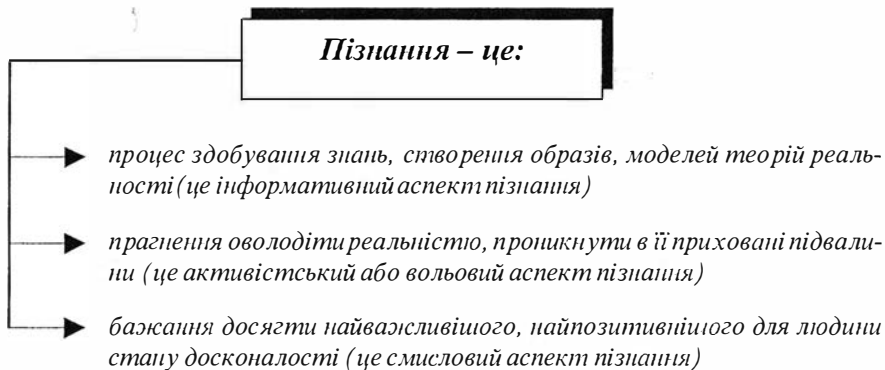 Пізнання – це:
процес здобування знань, створення образів, моделей теорій реаль-
ності (це інформативний аспект пізнання)
прагнення оволодіти реальністю, проникнути в її приховані підвали-
ни (це активістський або вольовий аспект пізнання)
бажання досягти найважливішого, найпозитивнішого для людини
стану досконалості (це смисловий аспект пізнання)